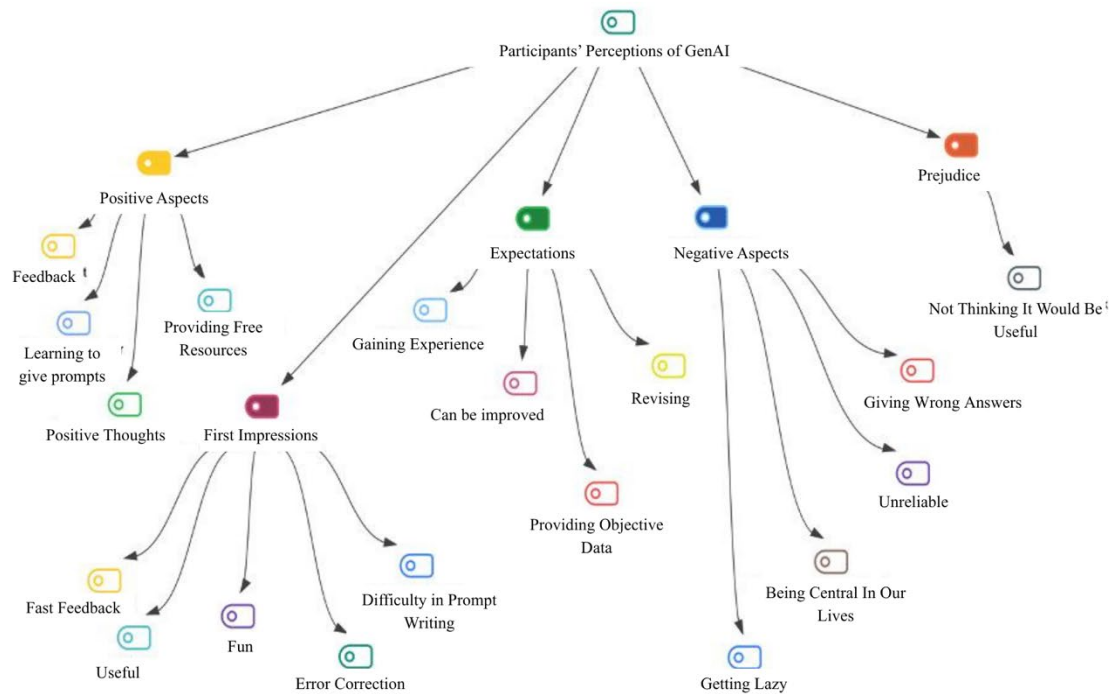 Participants' Perceptions of GenAI
Positive Aspects
Prejudice
Feedback
Learning to
give prompts
Positive Thoughts
Providing Free
Resources
First Impressions
Fast Feedback
Useful
Fun
Error Correction
Difficulty in Prompt
Writing
Expectations
Gaining Experience
Can be improved
Providing Objective
Data
Revising
Negative Aspects
Getting Lazy
Being Central In Our
Lives
Unreliable
Giving Wrong Answers
Not Thinking It Would Be
Useful